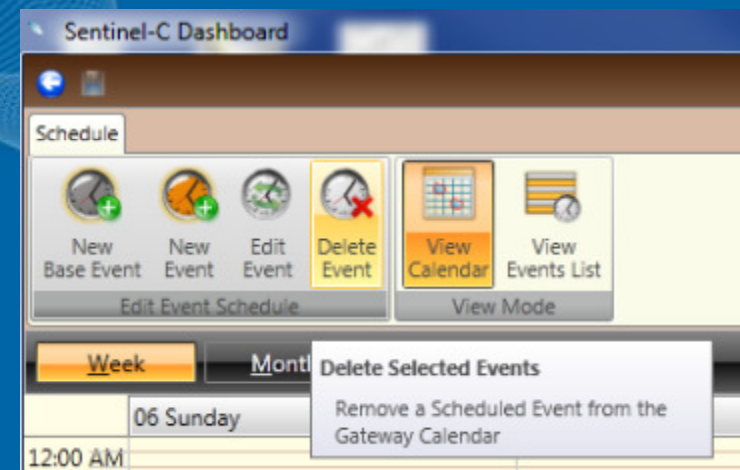 Sentinel-C Dashboard
Schedule
New Base Event
New Event
Edit Event
Delete Event
View Calendar
View Events List
Edit Event Schedule
View Mode
Week
Delete Selected Events
Remove a Scheduled Event from the
Gateway Calendar
06 Sunday
12:00 AM